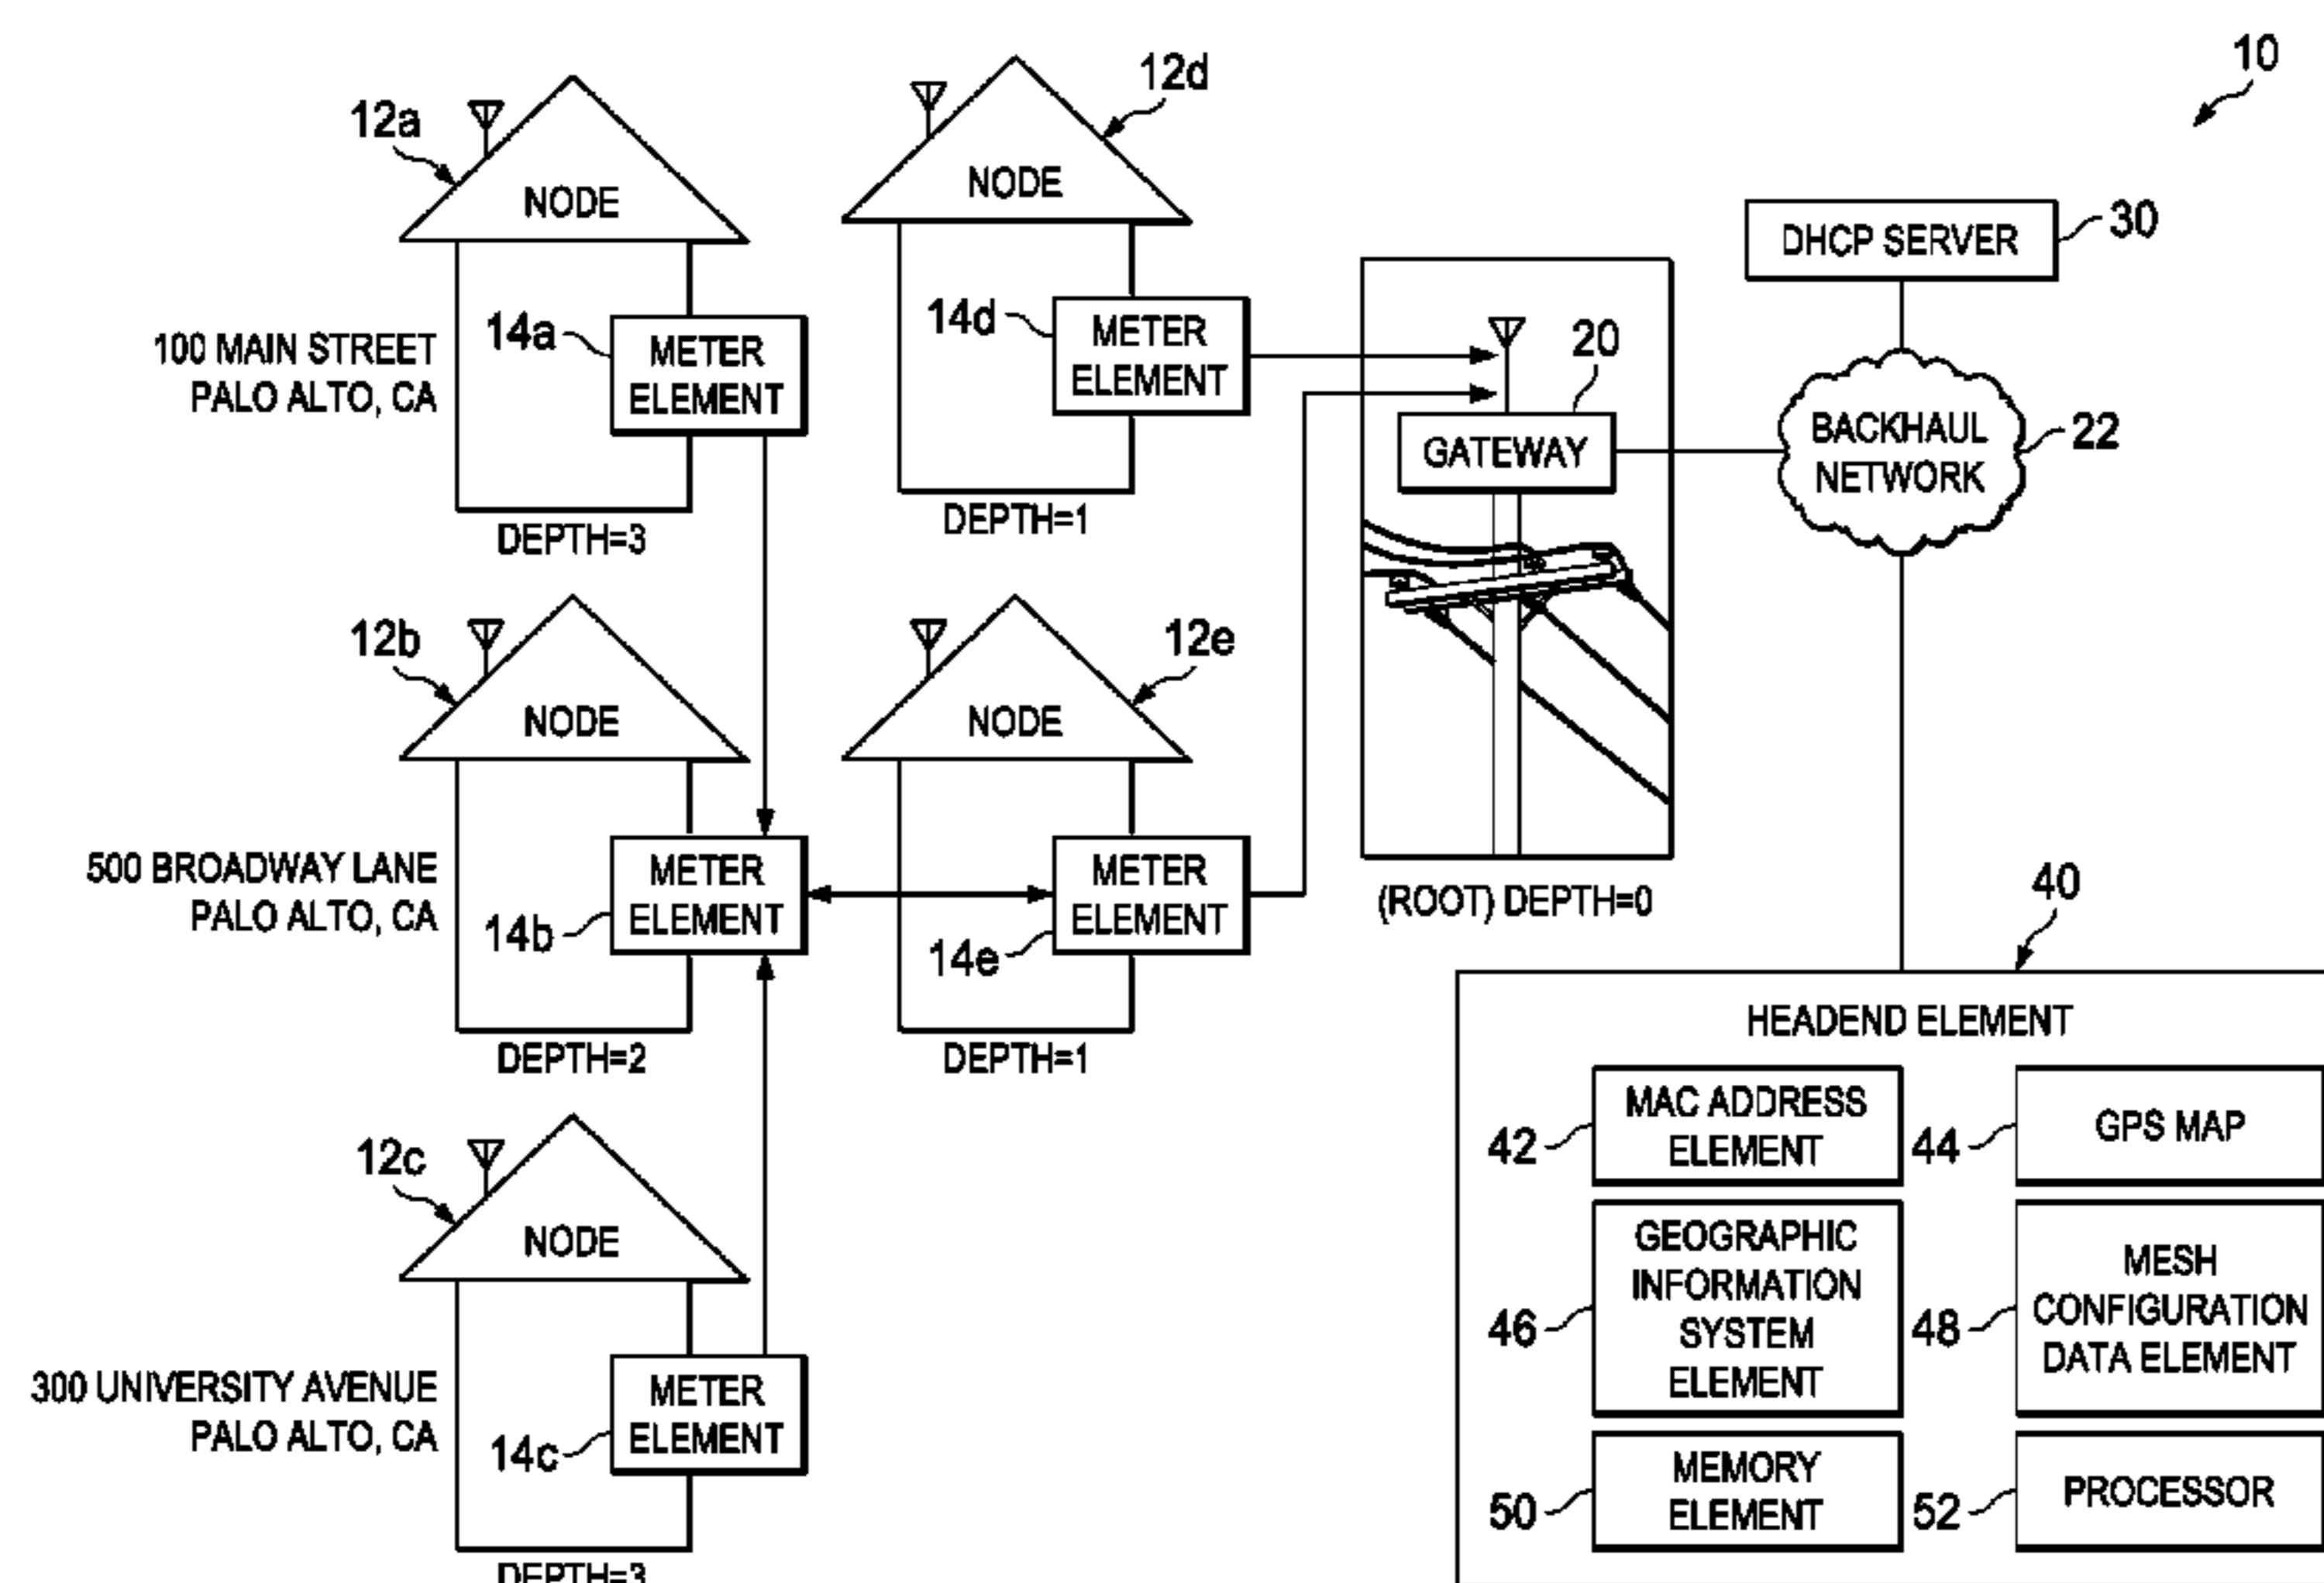 10
12a
NODE
14a
100 MAIN STREET
PALO ALTO, CA
METER
ELEMENT
DEPTH=3
12d
NODE
14d
METER
ELEMENT
DEPTH=1
20
GATEWAY
(ROOT) DEPTH=0
DHCP SERVER
30
BACKHAUL
NETWORK
22
12b
NODE
500 BROADWAY LANE
PALO ALTO, CA
METER
ELEMENT
14b
DEPTH=2
12e
NODE
METER
ELEMENT
14e
DEPTH=1
12c
NODE
300 UNIVERSITY AVENUE
PALO ALTO, CA
METER
ELEMENT
14c
DEPTH=3
40
HEADEND ELEMENT
42
MAC ADDRESS
ELEMENT
44
GPS MAP
46
GEOGRAPHIC
INFORMATION
SYSTEM
ELEMENT
48
MESH
CONFIGURATION
DATA ELEMENT
50
MEMORY
ELEMENT
52
PROCESSOR